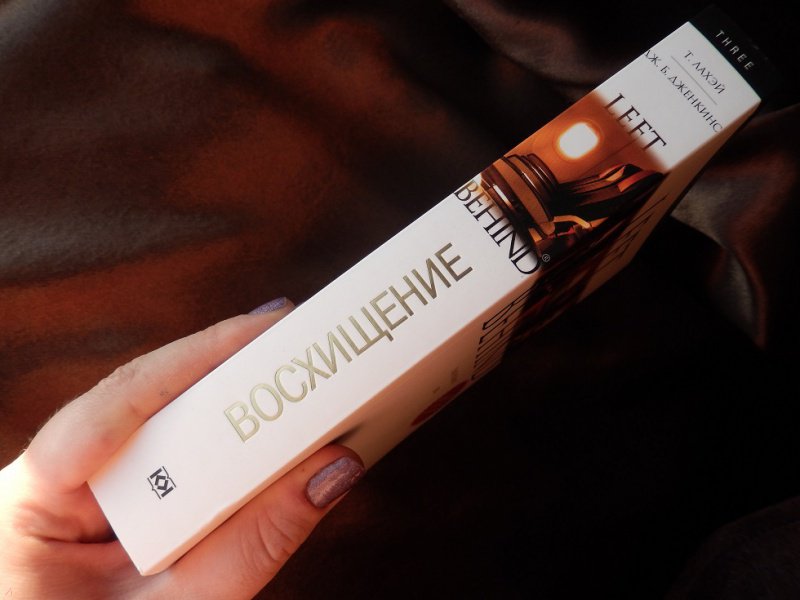 THREE
Т. ЛАХЭЙ
ДЖ. Б. ДЖЕНКИНС
LEFT
BEHIND®
ВОСХИЩЕНИЕ